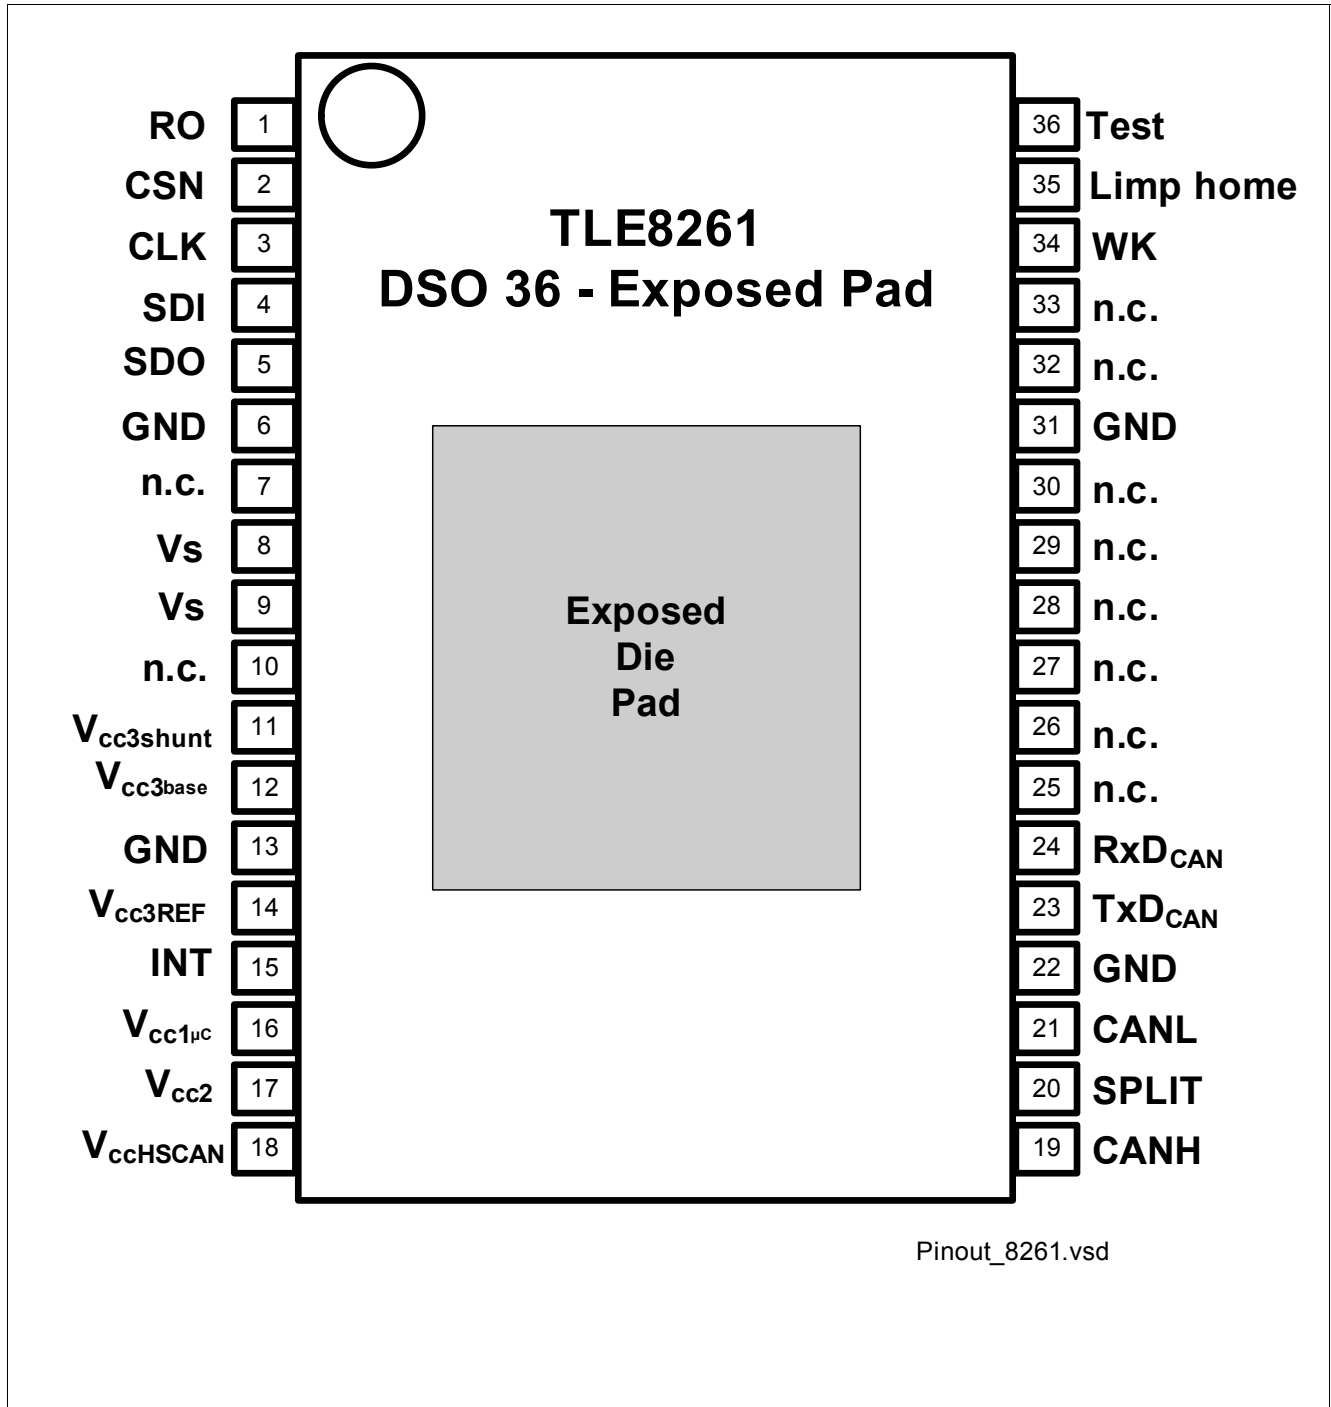 TLE8261
DSO 36 - Exposed Pad
RO 1
CSN 2
CLK 3
SDI 4
SDO 5
GND 6
n.c. 7
Vs 8
Vs 9
n.c. 10
Vcc3shunt 11
Vcc3base 12
GND 13
Vcc3REF 14
INT 15
Vcc1µC 16
Vcc2 17
VccHSCAN 18
Exposed
Die
Pad
36 Test
35 Limp home
34 WK
33 n.c.
32 n.c.
31 GND
30 n.c.
29 n.c.
28 n.c.
27 n.c.
26 n.c.
25 n.c.
24 RxDCAN
23 TxDCAN
22 GND
21 CANL
20 SPLIT
19 CANH
Pinout_8261.vsd